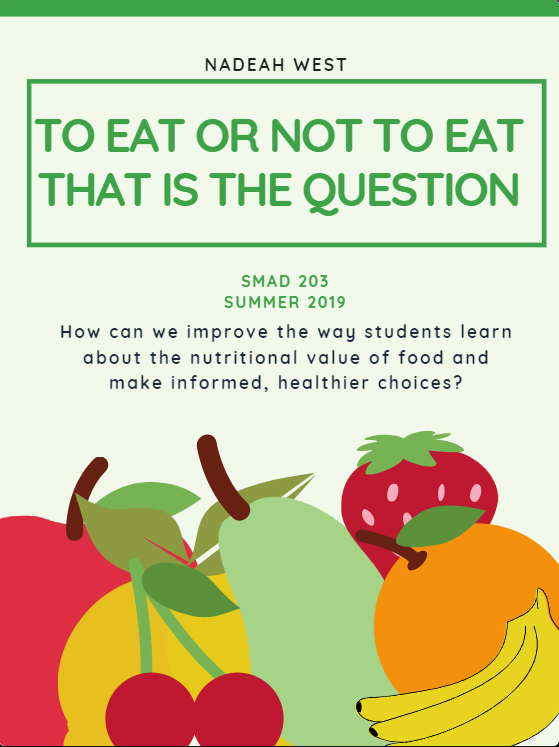 NADEAH WEST
TO EAT OR NOT TO EAT
THAT IS THE QUESTION
SMAD 203
SUMMER 2019
How can we improve the way students learn
about the nutritional value of food and
make informed, healthier choices?